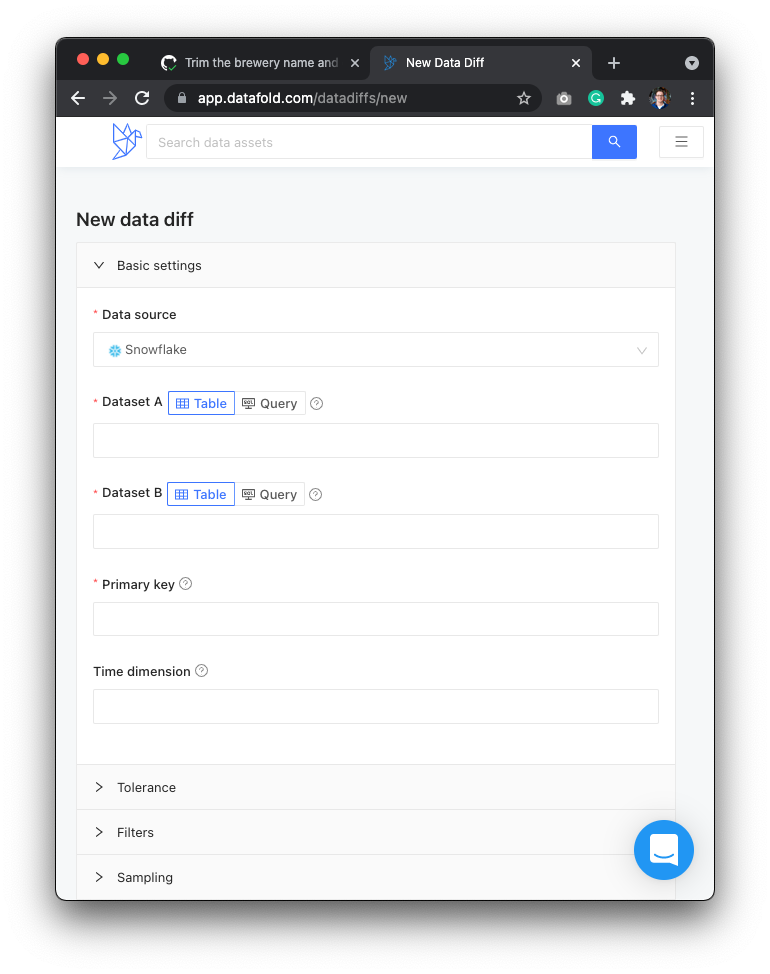 Trim the brewery name and
New Data Diff
app.datafold.com/datadiffs/new
Search data assets
New data diff
Basic settings
* Data source
Snowflake
* Dataset A Table Query
* Dataset B Table Query
* Primary key
Time dimension
Tolerance
Filters
Sampling